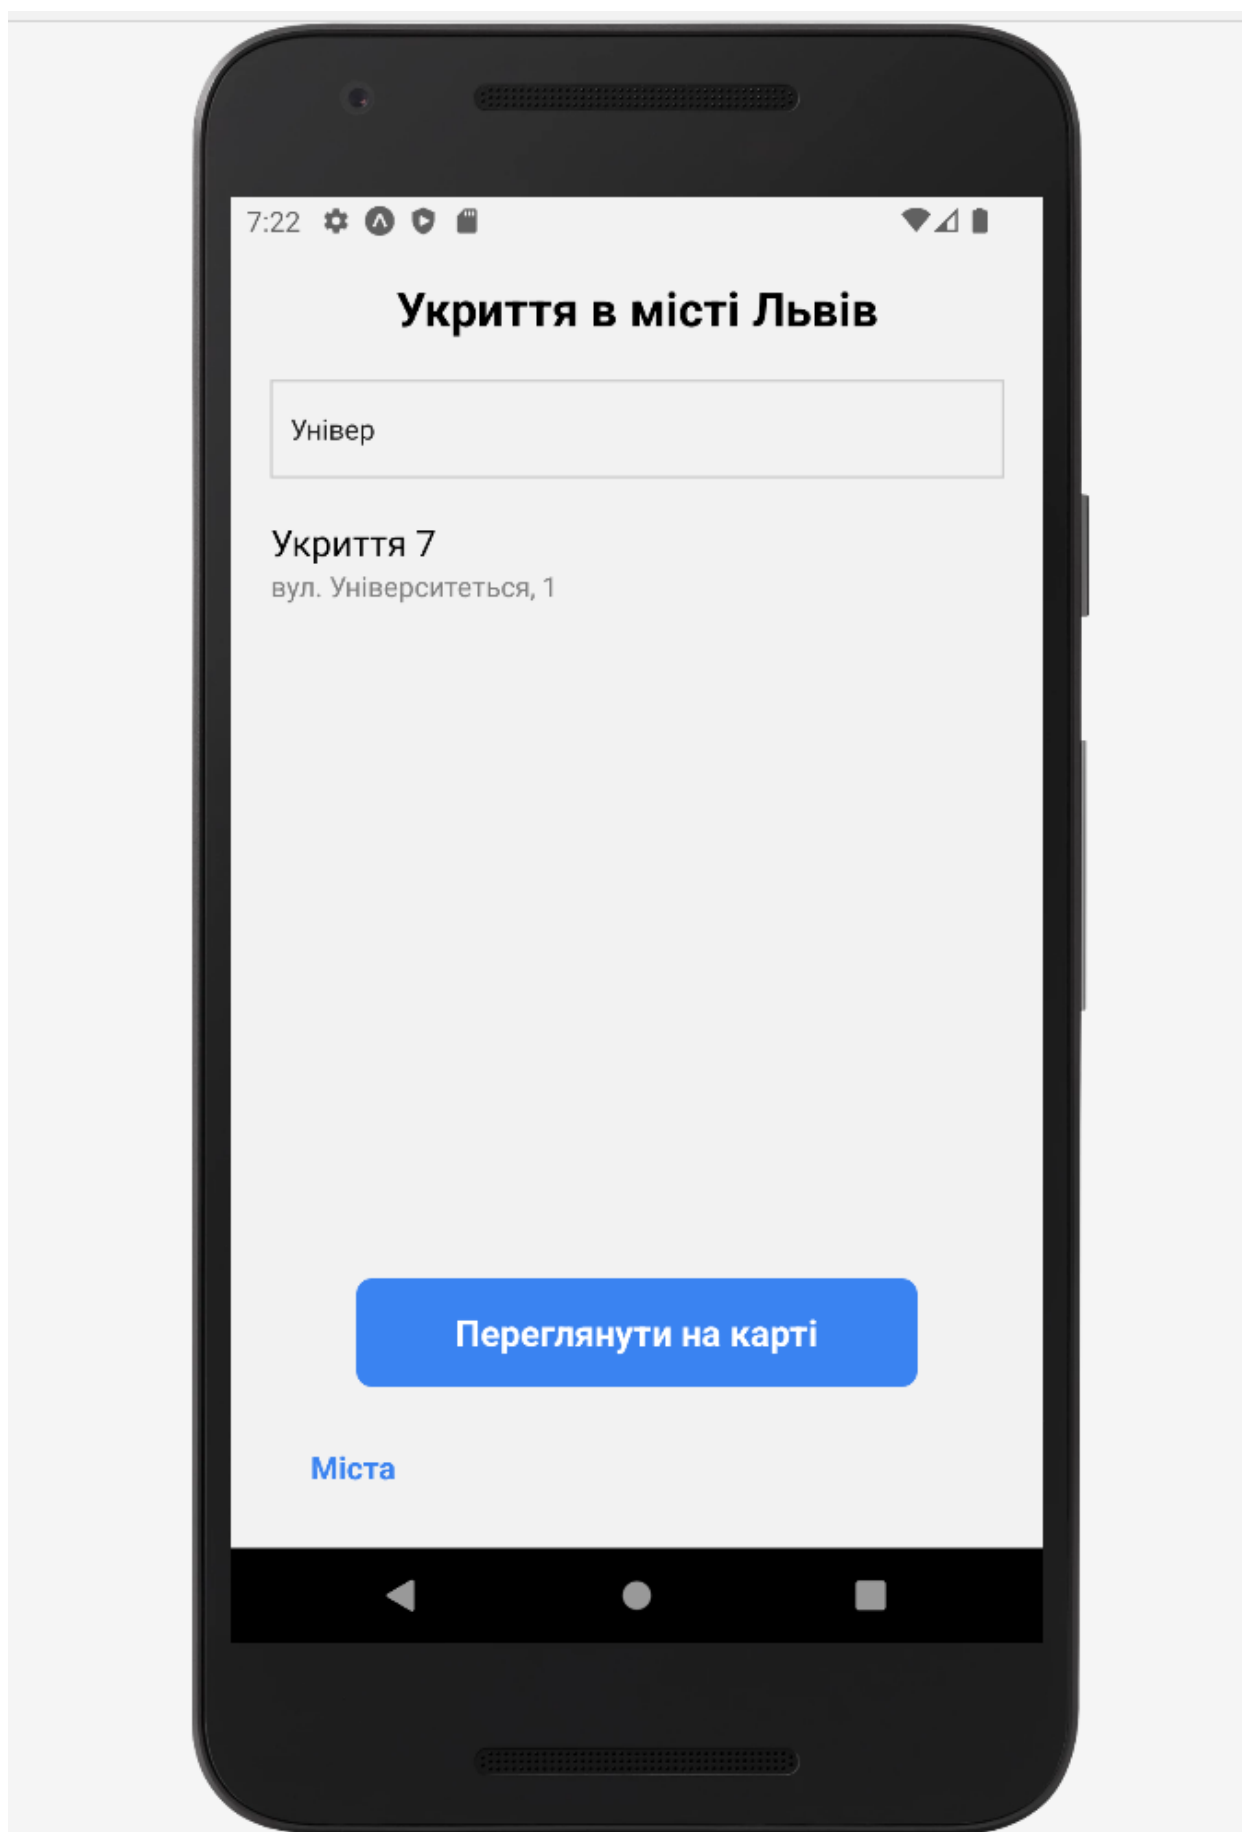 7:22
Укриття в місті Львів
Універ
Укриття 7
вул. Університеться, 1
Переглянути на карті
Міста